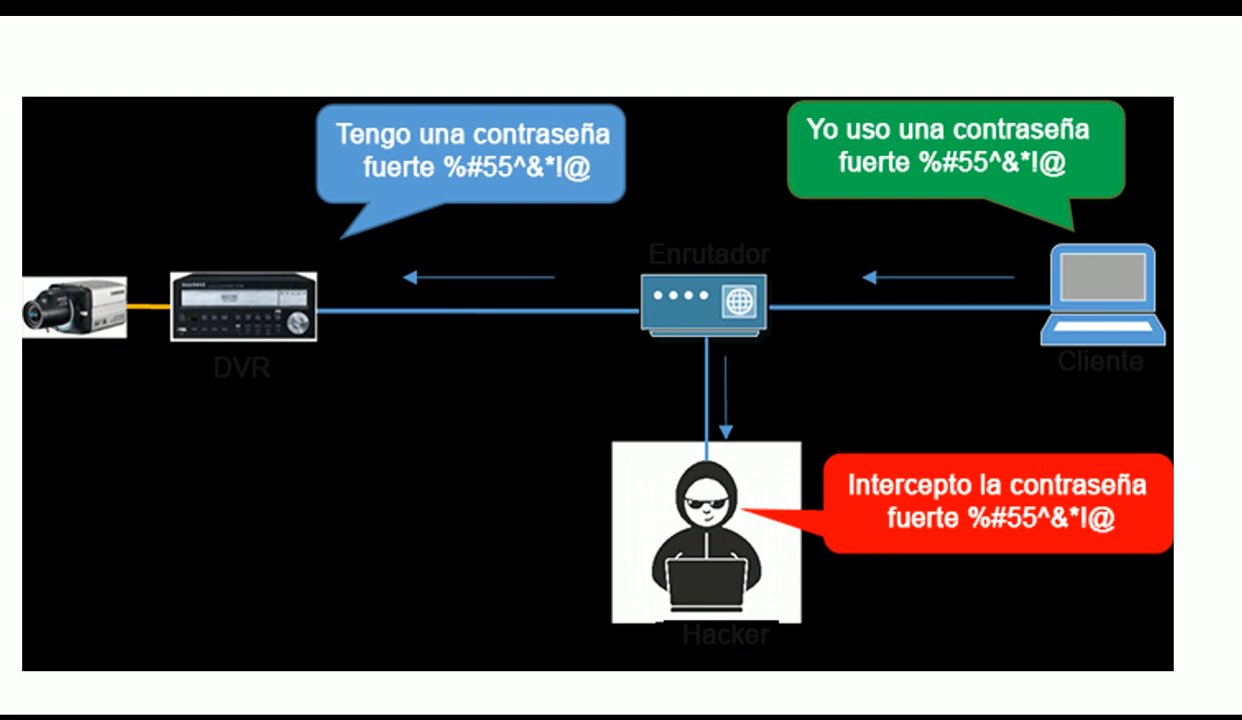 Tengo una contraseña
fuerte %#55^&*!@
Yo uso una contraseña
fuerte %#55^&*!@
Enrutador
DVR
Cliente
Intercepto la contraseña
fuerte %#55^&*!@
Hacker